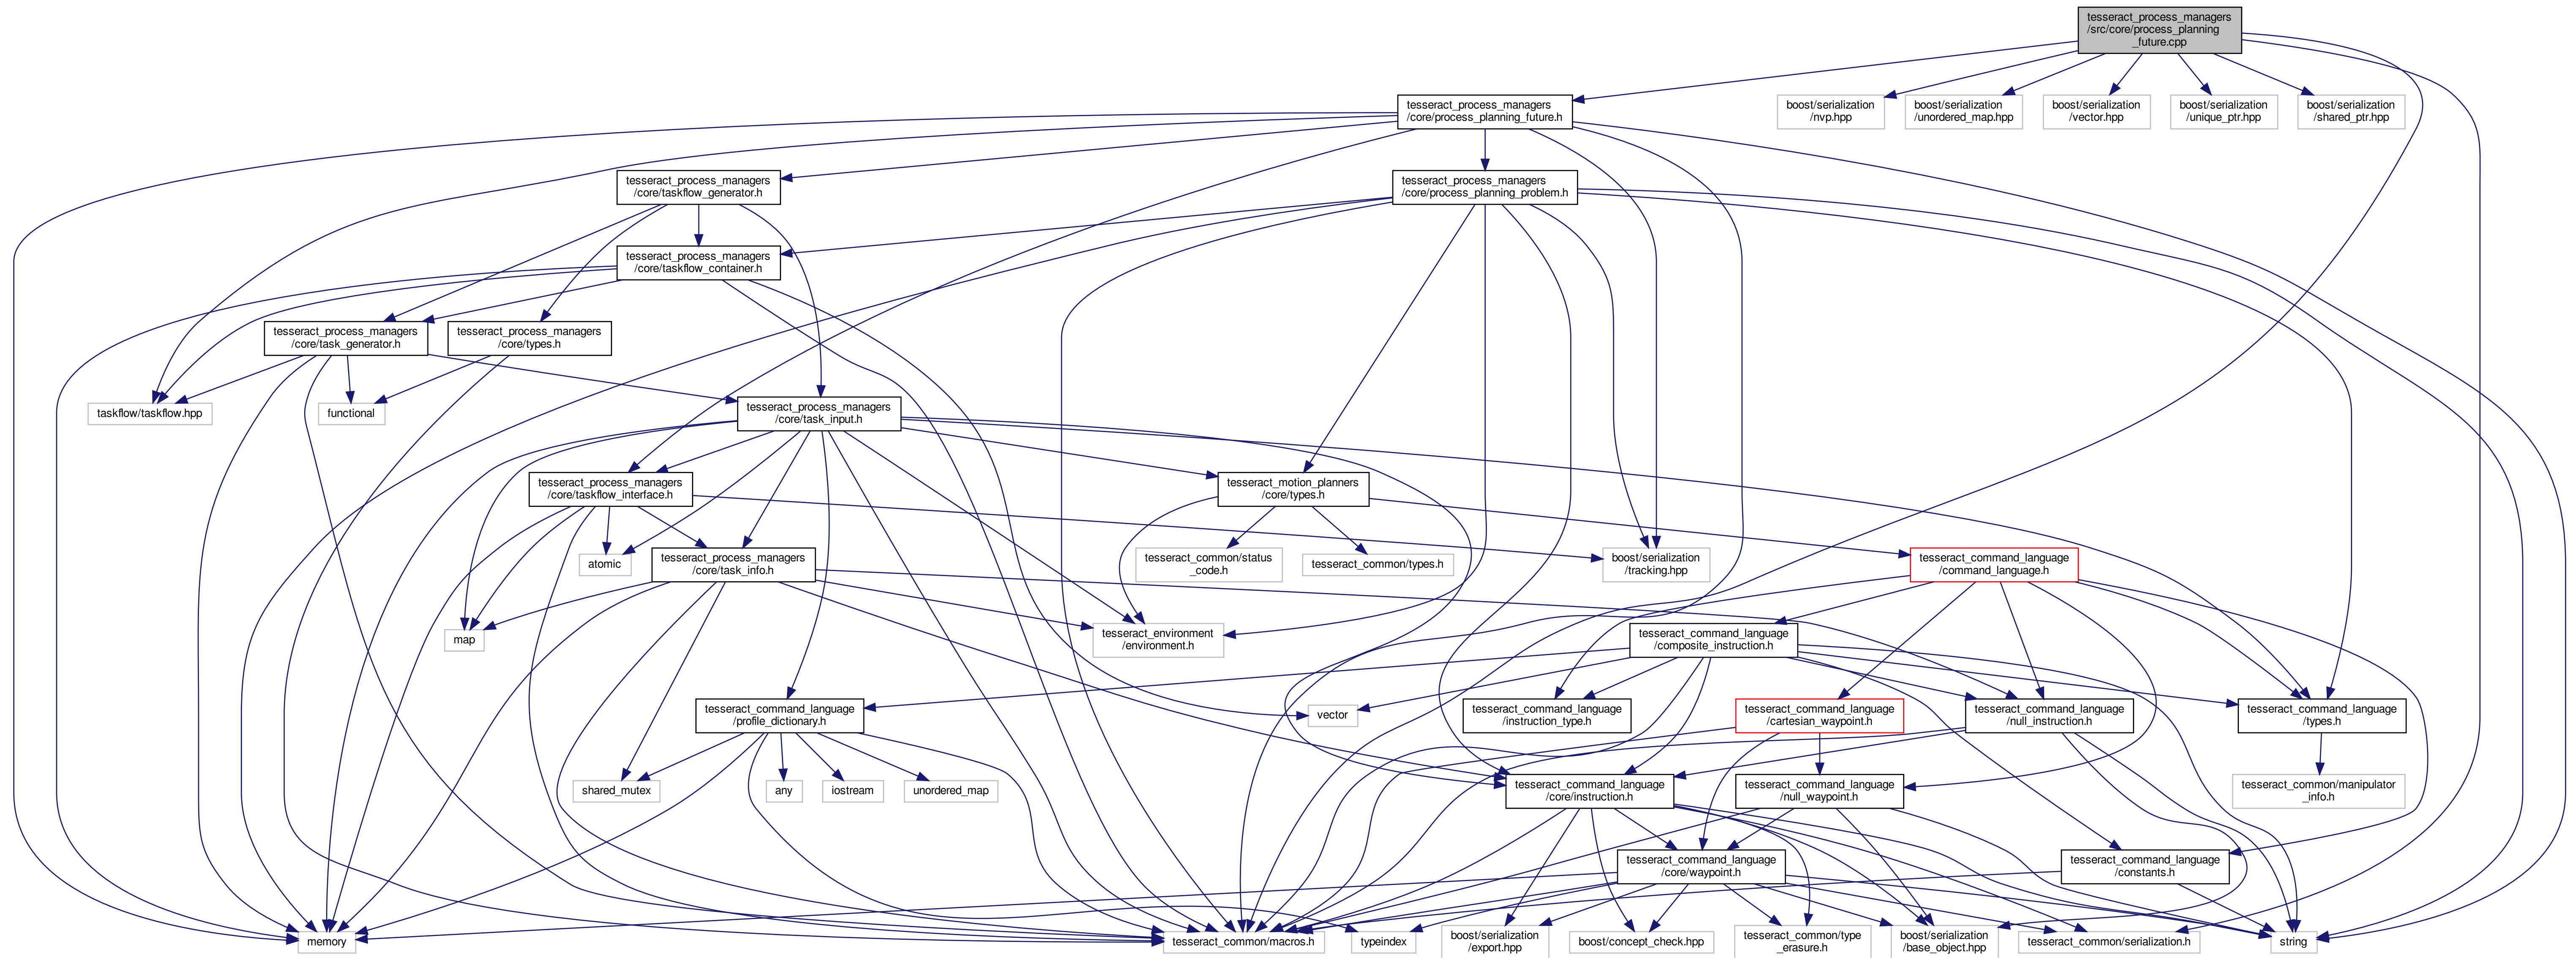 tesseract_process_managers
/src/core/process_planning
_future.cpp
tesseract_process_managers
/core/process_planning_future.h
boost/serialization
/nvp.hpp
boost/serialization
/unordered_map.hpp
boost/serialization
/vector.hpp
boost/serialization
/unique_ptr.hpp
boost/serialization
/shared_ptr.hpp
tesseract_process_managers
/core/taskflow_generator.h
tesseract_process_managers
/core/process_planning_problem.h
tesseract_process_managers
/core/taskflow_container.h
tesseract_process_managers
/core/task_generator.h
tesseract_process_managers
/core/types.h
taskflow/taskflow.hpp
functional
tesseract_process_managers
/core/task_input.h
tesseract_process_managers
/core/taskflow_interface.h
tesseract_motion_planners
/core/types.h
atomic
tesseract_process_managers
/core/task_info.h
tesseract_common/status
_code.h
tesseract_common/types.h
boost/serialization
/tracking.hpp
tesseract_command_language
/command_language.h
map
tesseract_environment
/environment.h
tesseract_command_language
/composite_instruction.h
tesseract_command_language
/profile_dictionary.h
vector
tesseract_command_language
/instruction_type.h
tesseract_command_language
/cartesian_waypoint.h
tesseract_command_language
/null_instruction.h
tesseract_command_language
/types.h
shared_mutex
any
iostream
unordered_map
tesseract_command_language
/core/instruction.h
tesseract_command_language
/null_waypoint.h
tesseract_common/manipulator
_info.h
tesseract_command_language
/core/waypoint.h
tesseract_command_language
/constants.h
memory
tesseract_common/macros.h
typeindex
boost/serialization
/export.hpp
boost/concept_check.hpp
tesseract_common/type
_erasure.h
boost/serialization
/base_object.hpp
tesseract_common/serialization.h
string